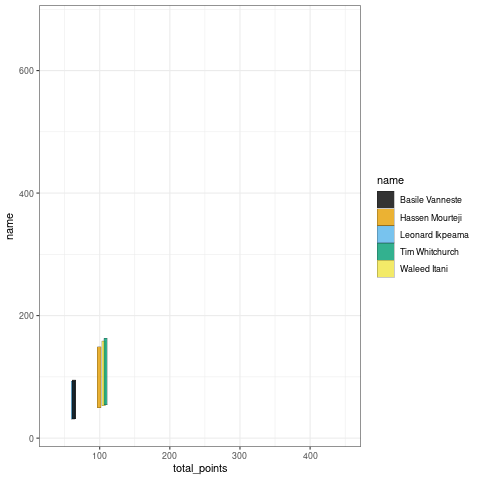 600
400
200
0
name
100
200
300
400
total_points
name
Basile Vanneste
Hassen Mourteji
Leonard Ikpeama
Tim Whitchurch
Waleed Itani